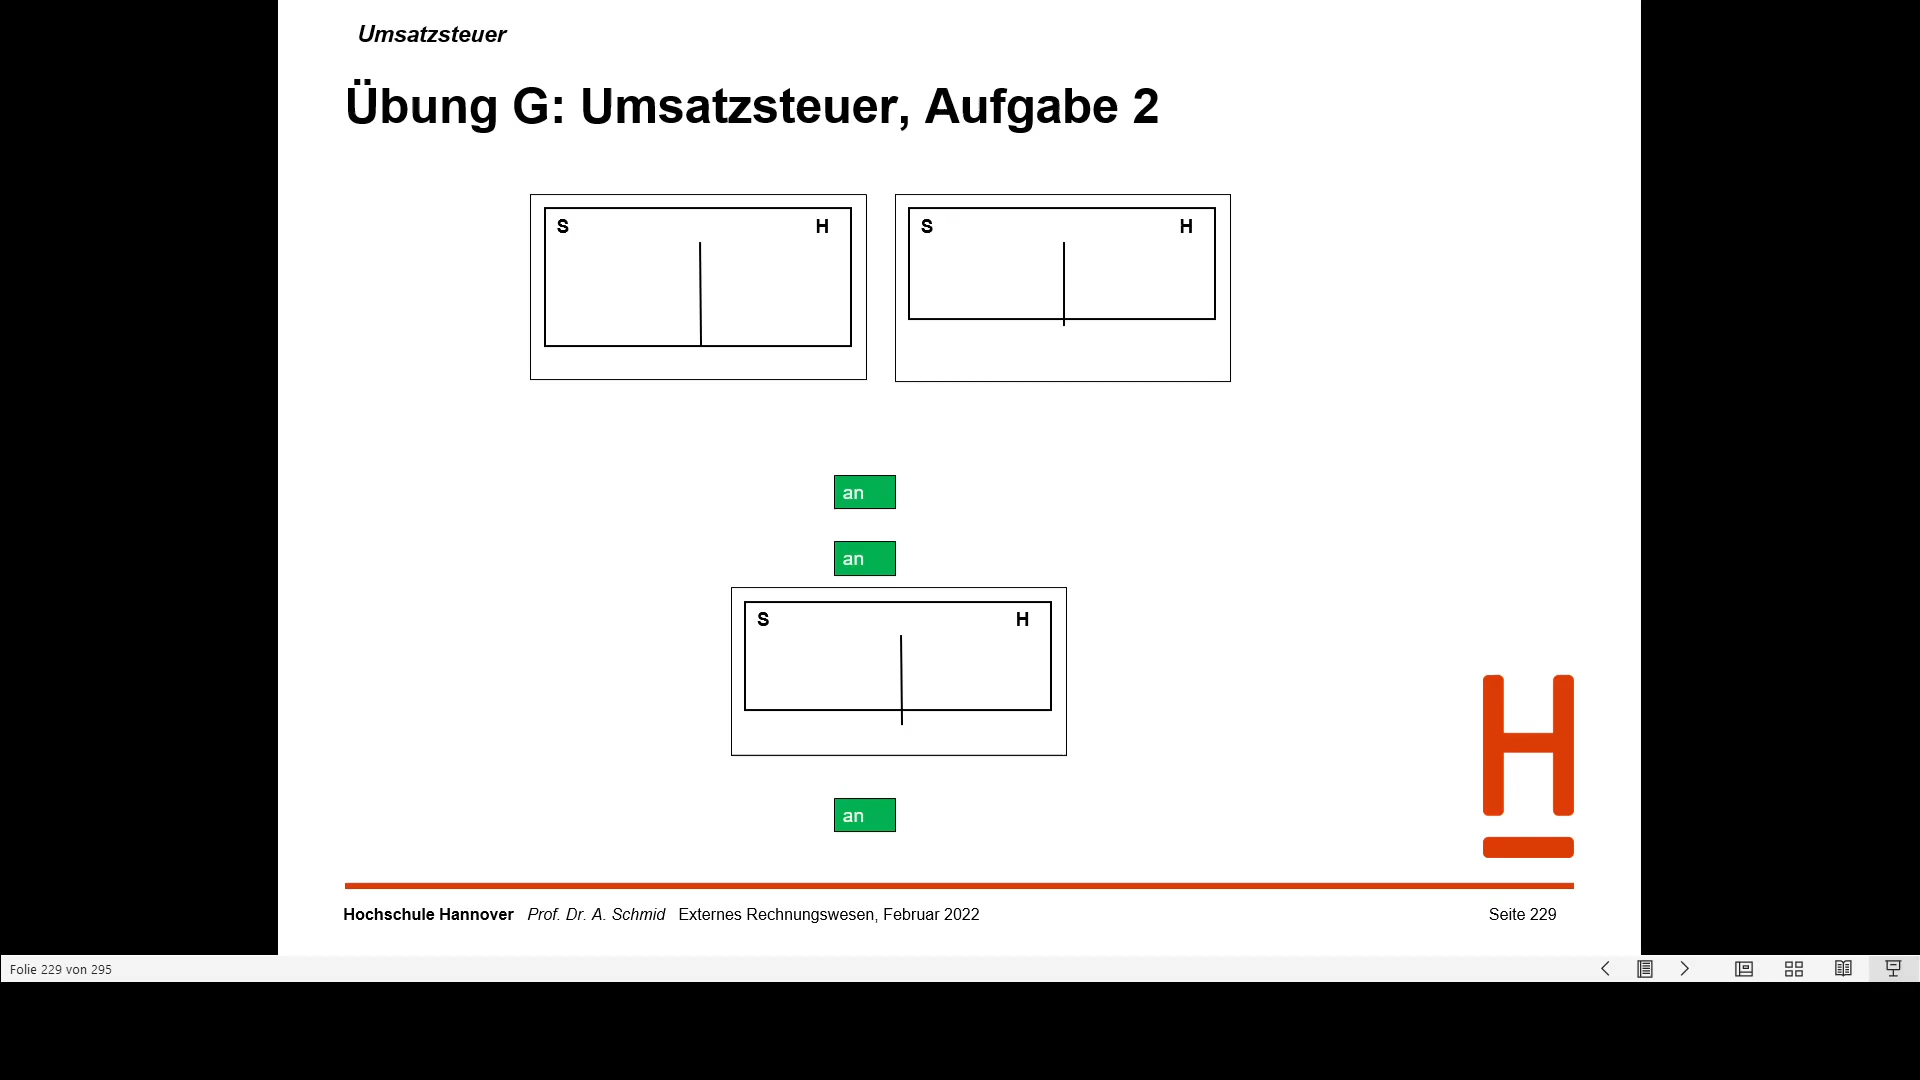 Umsatzsteuer
Übung G: Umsatzsteuer, Aufgabe 2
S H
S H
an
an
S H
an
H
Hochschule Hannover Prof. Dr. A. Schmid Externes Rechnungswesen, Februar 2022
Seite 229
Folie 229 von 295